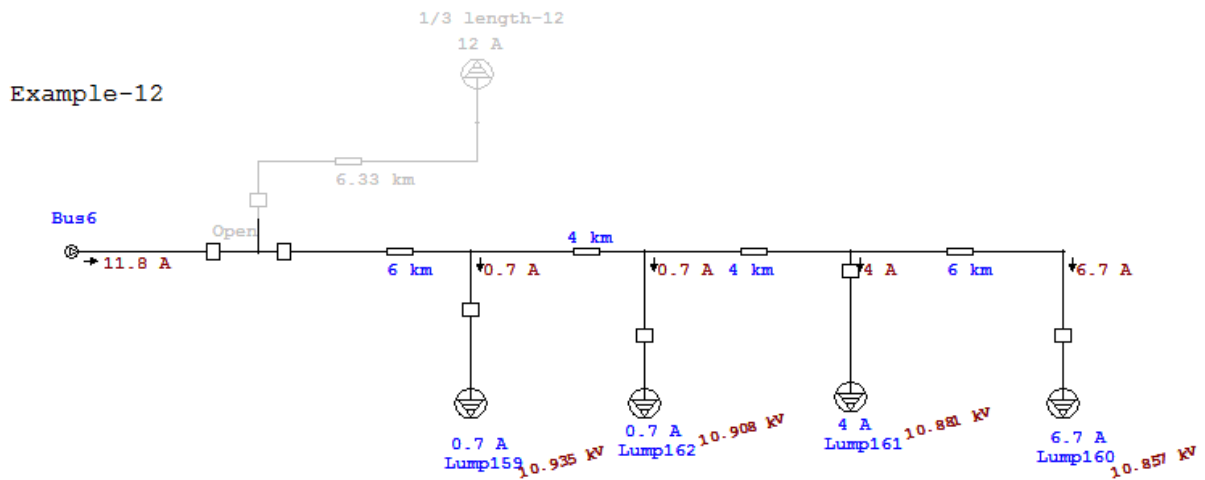 1/3 length-12
12 A
Example-12
6.33 km
Bus6
Open
4 km
11.8 A
6 km
0.7 A
0.7 A
4 km
4 A
6 km
6.7 A
0.7 A
Lump159
10.935 kV
0.7 A
Lump162
10.908 kV
4 A
Lump161
10.881 kV
6.7 A
Lump160
10.857 kV